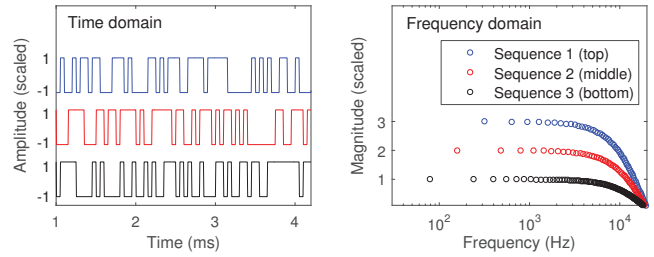 Time domain
Amplitude (scaled)
1
-1
1
-1
1
-1
1
2
3
4
Time (ms)
Frequency domain
Sequence 1 (top)
Sequence 2 (middle)
Sequence 3 (bottom)
Magnitude (scaled)
3
2
1
10²
10³
10⁴
Frequency (Hz)